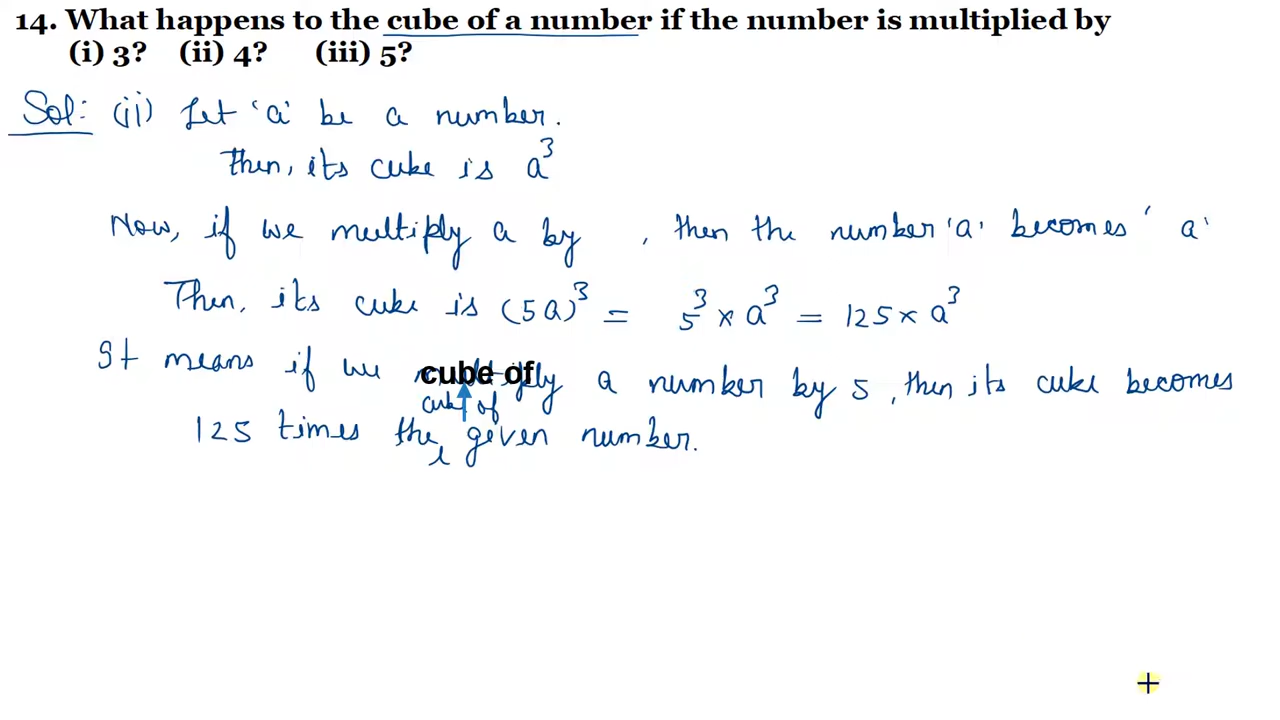 14. What happens to the cube of a number if the number is multiplied by
(i) 3? (ii) 4? (iii) 5?
Sol: (ii) Let 'a' be a number.
Then, its cube is a³
Now, if we multiply a by , then the number 'a' becomes ' a'
Then, its cube is (5a)³ = 5³ × a³ = 125 × a³
It means if we multiply a number by 5, then its cube becomes
cube of
cube of
125 times the given number.